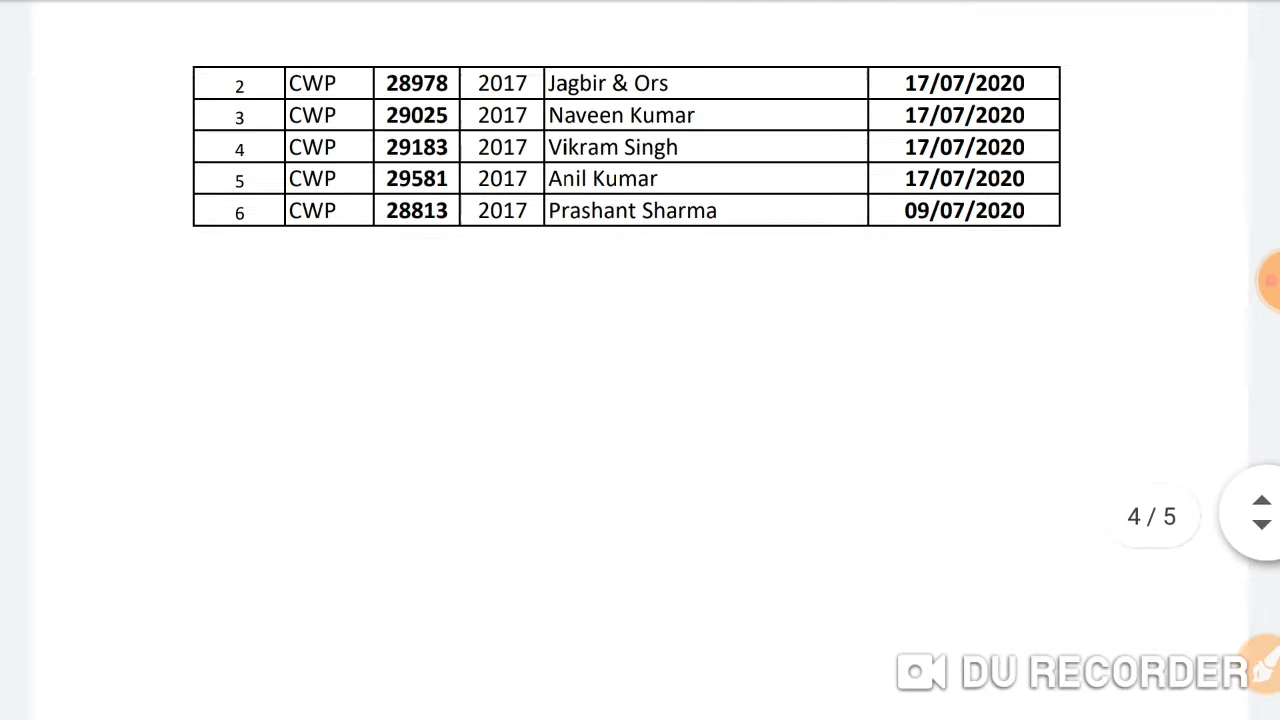 2 CWP 28978 2017 Jagbir & Ors 17/07/2020
3 CWP 29025 2017 Naveen Kumar 17/07/2020
4 CWP 29183 2017 Vikram Singh 17/07/2020
5 CWP 29581 2017 Anil Kumar 17/07/2020
6 CWP 28813 2017 Prashant Sharma 09/07/2020
4 / 5
DU RECORDER